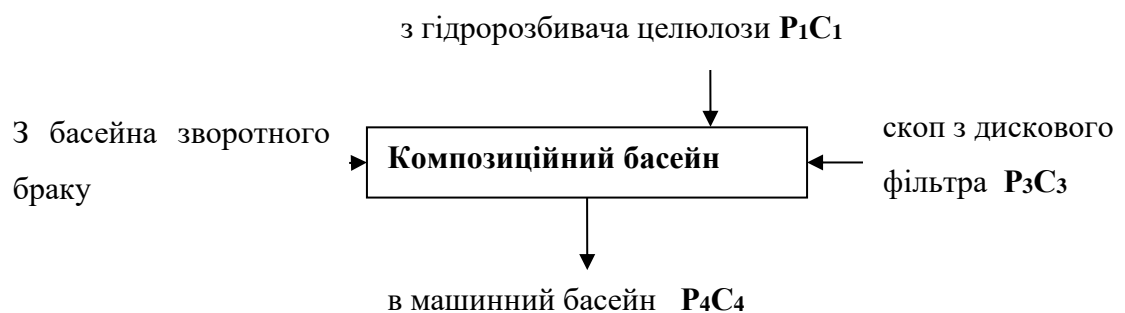 з гідророзбивача целюлози P1C1
З басейна зворотного
браку
Композиційний басейн
скоп з дискового
фільтра P3C3
в машинний басейн P4C4